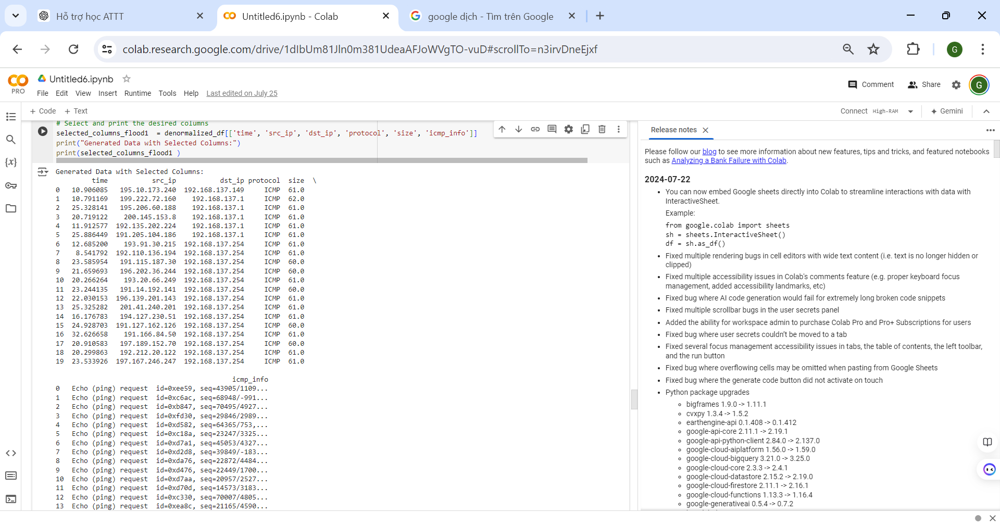 Hỗ trợ học ATTT
Untitled6.ipynb - Colab
google dịch - Tìm trên Google
colab.research.google.com/drive/1dIbUm81JIn0m381UdeaAFJoWVgTO-vuD#scrollTo=n3irvDneEjxf
G
PRO
Untitled6.ipynb
File Edit View Insert Runtime Tools Help Last edited on July 25
Comment
Share
G
+ Code + Text
Connect High-RAM
Gemini
# Select and print the desired columns
selected_columns_flood1  = denormalized_df[['time', 'src_ip', 'dst_ip', 'protocol', 'size', 'icmp_info']]
print("Generated Data with Selected Columns:")
print(selected_columns_flood1 )
Generated Data with Selected Columns:
time src_ip dst_ip protocol size \
0 10.906085 195.10.173.240 192.168.137.149 ICMP 61.0
1 10.791169 199.222.72.160 192.168.137.1 ICMP 62.0
2 25.328141 195.206.60.188 192.168.137.1 ICMP 61.0
3 20.719122 200.145.153.8 192.168.137.1 ICMP 61.0
4 11.912577 192.135.202.224 192.168.137.1 ICMP 61.0
5 25.886449 191.205.104.186 192.168.137.1 ICMP 61.0
6 12.685200 193.91.30.215 192.168.137.254 ICMP 61.0
7 8.541792 192.110.136.194 192.168.137.254 ICMP 61.0
8 23.585954 191.115.187.30 192.168.137.254 ICMP 60.0
9 21.659693 196.202.36.244 192.168.137.254 ICMP 60.0
10 20.266264 193.20.66.249 192.168.137.254 ICMP 61.0
11 23.244135 191.14.192.141 192.168.137.254 ICMP 60.0
12 22.030153 196.139.201.143 192.168.137.254 ICMP 61.0
13 25.325282 201.41.240.201 192.168.137.254 ICMP 61.0
14 16.176783 194.127.230.51 192.168.137.254 ICMP 61.0
15 24.928703 191.127.162.126 192.168.137.254 ICMP 60.0
16 32.626658 191.166.84.50 192.168.137.254 ICMP 61.0
17 20.910583 197.189.152.70 192.168.137.254 ICMP 60.0
18 20.299863 192.212.20.122 192.168.137.254 ICMP 61.0
19 23.533926 197.167.246.247 192.168.137.254 ICMP 61.0
icmp_info
0 Echo (ping) request  id=0xee59, seq=43905/1109...
1 Echo (ping) request  id=0xc6ac, seq=68948/-991...
2 Echo (ping) request  id=0xb847, seq=70495/4927...
3 Echo (ping) request  id=0xfd30, seq=29846/2989...
4 Echo (ping) request  id=0xd582, seq=64365/753,...
5 Echo (ping) request  id=0xc18a, seq=23247/3325...
6 Echo (ping) request  id=0xd7a1, seq=45053/4327...
7 Echo (ping) request  id=0xd2d8, seq=39849/-183...
8 Echo (ping) request  id=0xda76, seq=22872/4484...
9 Echo (ping) request  id=0xd476, seq=22449/1700...
10 Echo (ping) request  id=0xd7aa, seq=20957/2527...
11 Echo (ping) request  id=0xd70d, seq=14573/3183...
12 Echo (ping) request  id=0xc330, seq=70007/4805...
13 Echo (ping) request  id=0xea8c, seq=21165/4590...
Release notes
Please follow our blog to see more information about new features, tips and tricks, and featured notebooks
such as Analyzing a Bank Failure with Colab.
2024-07-22
• You can now embed Google sheets directly into Colab to streamline interactions with data with
InteractiveSheet.
Example:
from google.colab import sheets
sh = sheets.InteractiveSheet()
df = sh.as_df()
• Fixed multiple rendering bugs in cell editors with wide text content (i.e. text is no longer hidden or
clipped)
• Fixed multiple accessibility issues in Colab's comments feature (e.g. proper keyboard focus
management, added accessibility landmarks, etc)
• Fixed bug where AI code generation would fail for extremely long broken code snippets
• Fixed multiple scrollbar bugs in the user secrets panel
• Added the ability for workspace admin to purchase Colab Pro and Pro+ Subscriptions for users
• Fixed bug where user secrets couldn't be moved to a tab
• Fixed several focus management accessibility issues in tabs, the table of contents, the left toolbar,
and the run button
• Fixed bug where overflowing cells may be omitted when pasting from Google Sheets
• Fixed bug where the generate code button did not activate on touch
• Python package upgrades
bigframes 1.9.0 -> 1.11.1
cvxpy 1.3.4 -> 1.5.2
earthengine-api 0.1.408 -> 0.1.412
google-api-core 2.11.1 -> 2.19.1
google-api-python-client 2.84.0 -> 2.137.0
google-cloud-aiplatform 1.56.0 -> 1.59.0
google-cloud-bigquery 3.21.0 -> 3.25.0
google-cloud-core 2.3.3 -> 2.4.1
google-cloud-datastore 2.15.2 -> 2.19.0
google-cloud-firestore 2.11.1 -> 2.16.1
google-cloud-functions 1.13.3 -> 1.16.4
google-generativeai 0.5.4 -> 0.7.2